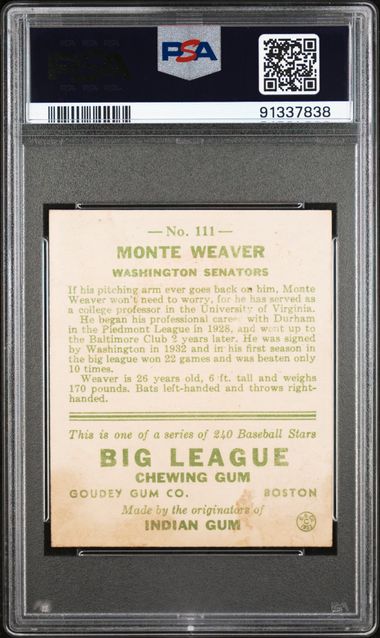 PSA
PSA
91337838
— No. 111 —
MONTE WEAVER
WASHINGTON SENATORS
If his pitching arm ever goes back on him, Monte
Weaver won't need to worry, for he has served as
a college professor in the University of Virginia.
He began his professional career with Durham
in the Piedmont League in 1928, and went up to
the Baltimore Club 2 years later. He was signed
by Washington in 1932 and in his first season in
the big league won 22 games and was beaten only
10 times.
Weaver is 26 years old, 6 ft. tall and weighs
170 pounds. Bats left-handed and throws right-
handed.
This is one of a series of 240 Baseball Stars
BIG LEAGUE
CHEWING GUM
GOUDEY GUM CO. BOSTON
Made by the originators of
INDIAN GUM